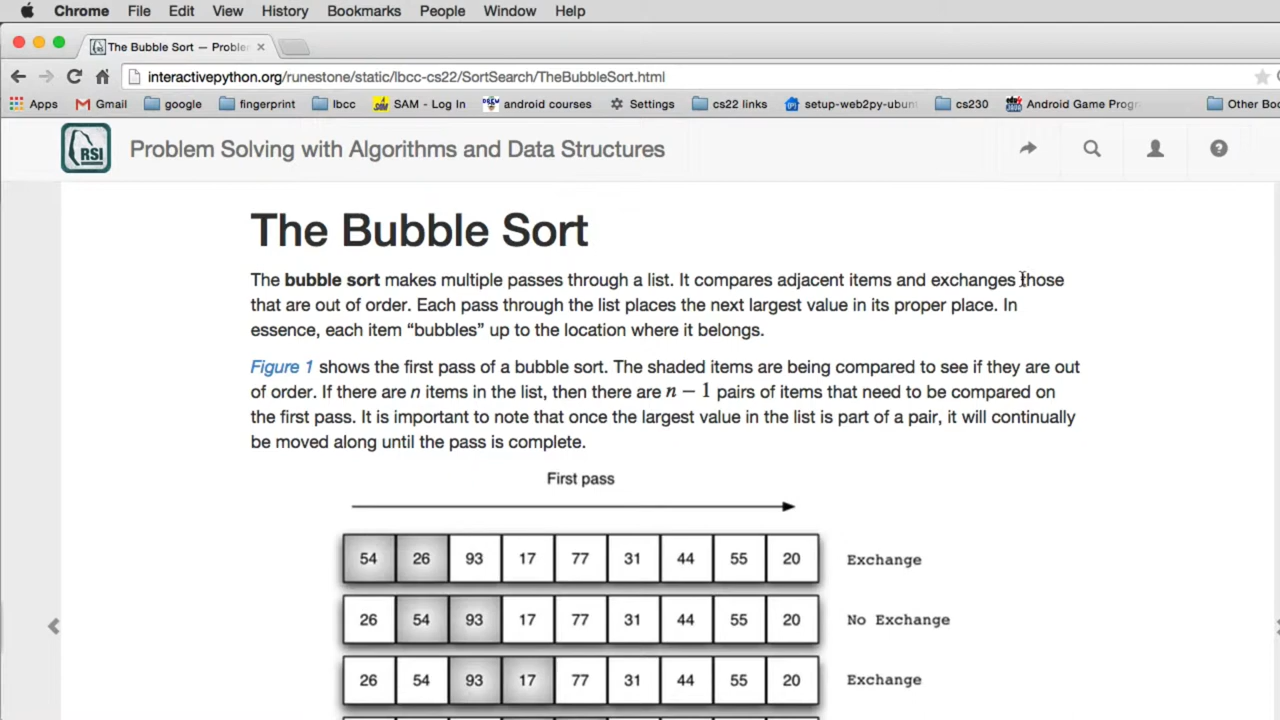 Chrome File Edit View History Bookmarks People Window Help
The Bubble Sort — Proble
interactivepython.org/runestone/static/lbcc-cs22/SortSearch/TheBubbleSort.html
Apps Gmail google fingerprint lbcc SAM - Log In android courses Settings cs22 links setup-web2py-ubun cs230 Android Game Progr Other Boo
RSI Problem Solving with Algorithms and Data Structures
The Bubble Sort
The bubble sort makes multiple passes through a list. It compares adjacent items and exchanges those
that are out of order. Each pass through the list places the next largest value in its proper place. In
essence, each item “bubbles” up to the location where it belongs.
Figure 1 shows the first pass of a bubble sort. The shaded items are being compared to see if they are out
of order. If there are n items in the list, then there are n − 1 pairs of items that need to be compared on
the first pass. It is important to note that once the largest value in the list is part of a pair, it will continually
be moved along until the pass is complete.
First pass
54 26 93 17 77 31 44 55 20 Exchange
26 54 93 17 77 31 44 55 20 No Exchange
26 54 93 17 77 31 44 55 20 Exchange